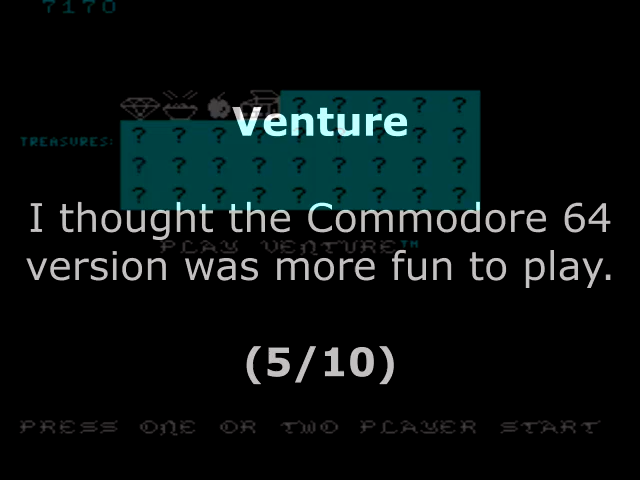 7170
? ? ? ? ?
Venture
TREASURES: ? ? ? ? ? ? ? ? ?
? ? ? ? ? ? ? ? ?
? ? ? ? ? ? ? ? ?
I thought the Commodore 64
PLAY VENTURE™
version was more fun to play.
(5/10)
PRESS ONE OR TWO PLAYER START